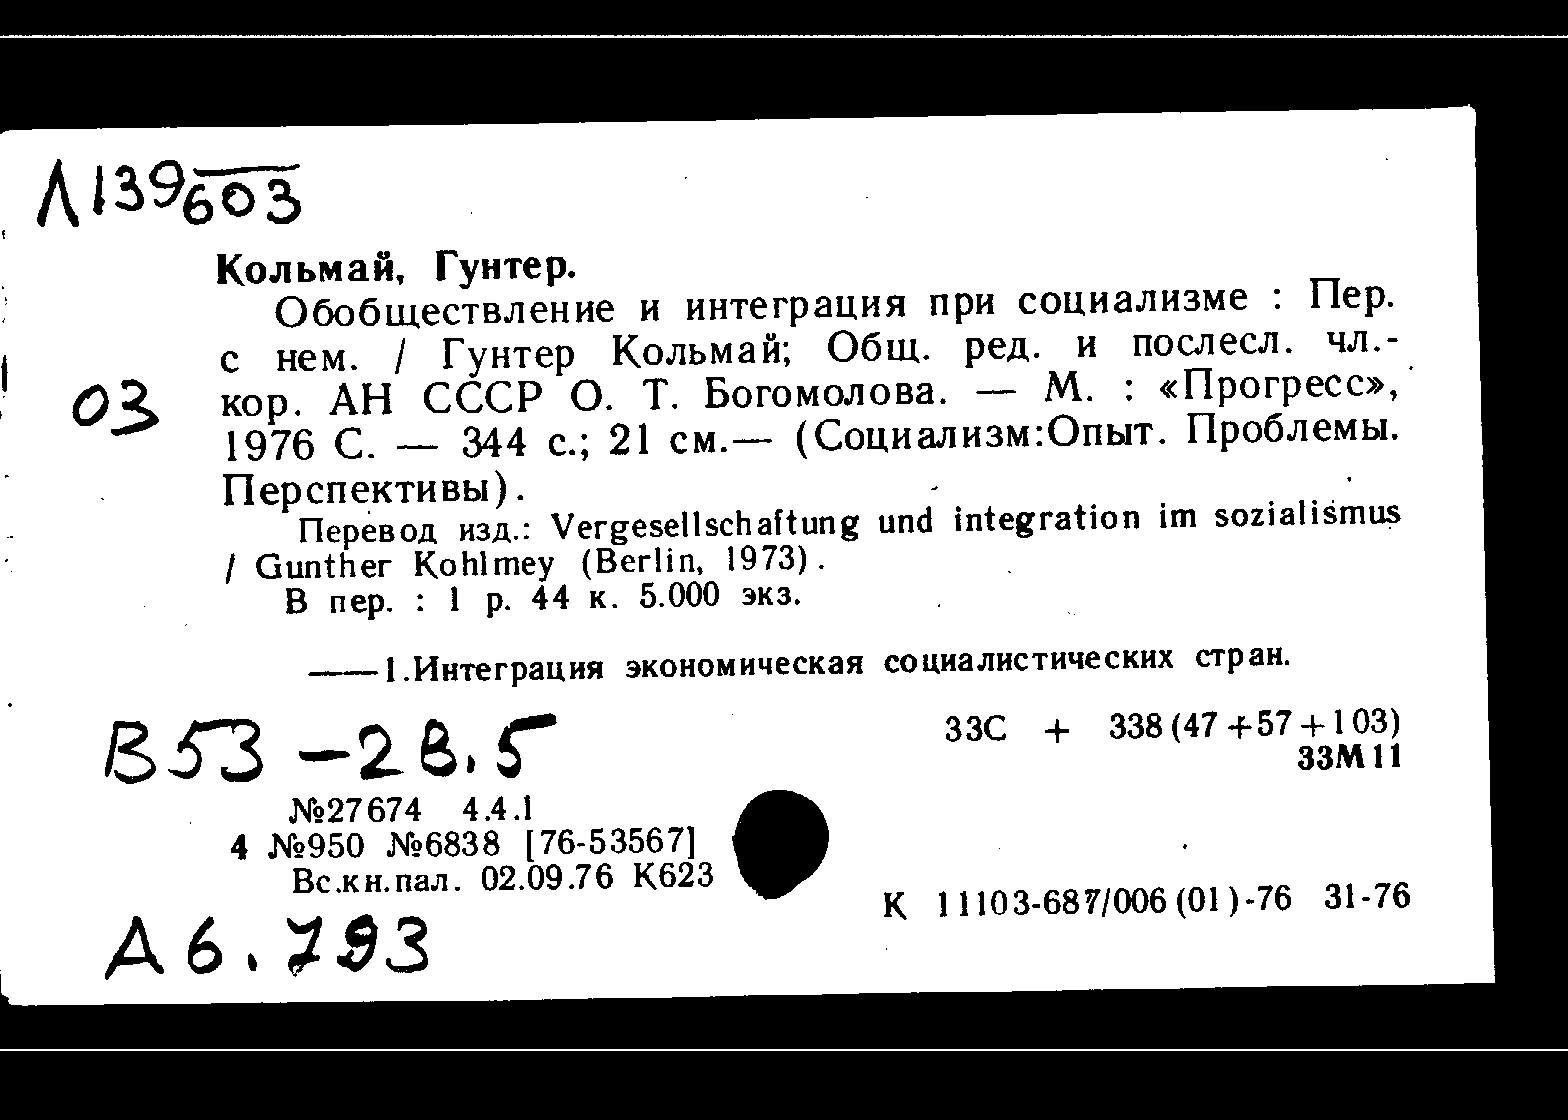 Л139603
Кольмай, Гунтер.
Обобществление и интеграция при социализме : Пер.
с нем. / Гунтер Кольмай; Общ. ред. и послесл. чл.-
03
кор. АН СССР О. Т. Богомолова. — М. : «Прогресс»,
1976 С. — 344 с.; 21 см.— (Социализм:Опыт. Проблемы.
Перспективы).
Перевод изд.: Vergesellschaftung und integration im sozialismus
/ Gunther Kohlmey (Berlin, 1973).
В пер. : 1 р. 44 к. 5.000 экз.
——1.Интеграция экономическая социалистических стран.
33С + 338(47+57+103)
33М11
В53-28.5
№27674 4.4.1
4 №950 №6838 [76-53567]
Вс.кн.пал. 02.09.76 К623
К 11103-687/006(01)-76 31-76
А6.793